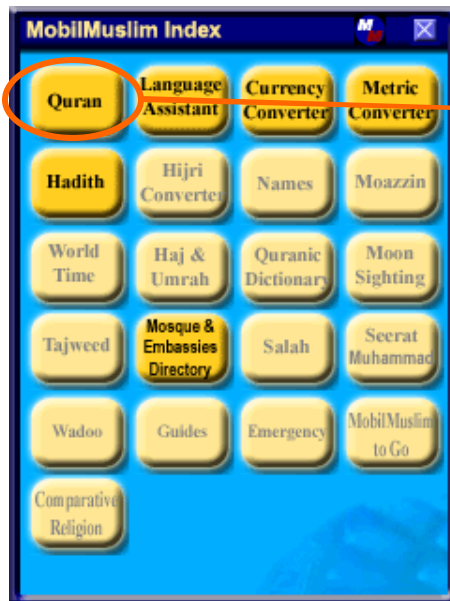 MobilMuslim Index
Quran
Language
Assistant
Currency
Converter
Metric
Converter
Hadith
Hijri
Converter
Names
Moazzin
World
Time
Haj &
Umrah
Quranic
Dictionary
Moon
Sighting
Tajweed
Mosque &
Embassies
Directory
Salah
Seerat
Muhammad
Wadoo
Guides
Emergency
MobilMuslim
to Go
Comparative
Religion